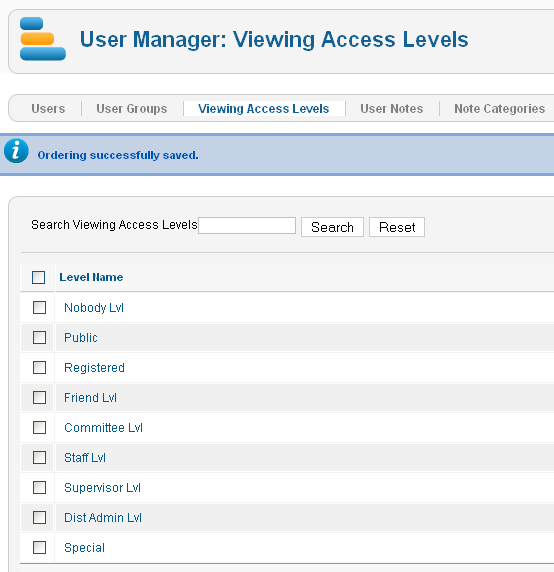 User Manager: Viewing Access Levels
Users User Groups Viewing Access Levels User Notes Note Categories
Ordering successfully saved.
Search Viewing Access Levels Search Reset
Level Name
Nobody Lvl
Public
Registered
Friend Lvl
Committee Lvl
Staff Lvl
Supervisor Lvl
Dist Admin Lvl
Special